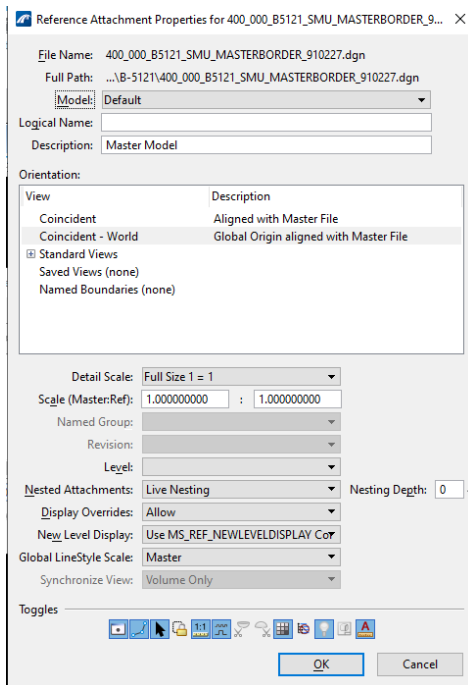 Reference Attachment Properties for 400_000_B5121_SMU_MASTERBORDER_9...
File Name: 400_000_B5121_SMU_MASTERBORDER_910227.dgn
Full Path: ...\B-5121\400_000_B5121_SMU_MASTERBORDER_910227.dgn
Model: Default
Logical Name:
Description: Master Model
Orientation:
View Description
Coincident Aligned with Master File
Coincident - World Global Origin aligned with Master File
Standard Views
Saved Views (none)
Named Boundaries (none)
Detail Scale: Full Size 1 = 1
Scale (Master:Ref): 1.000000000 : 1.000000000
Named Group:
Revision:
Level:
Nested Attachments: Live Nesting Nesting Depth: 0
Display Overrides: Allow
New Level Display: Use MS_REF_NEWLEVELDISPLAY Co
Global LineStyle Scale: Master
Synchronize View: Volume Only
Toggles
1:1
A
OK Cancel